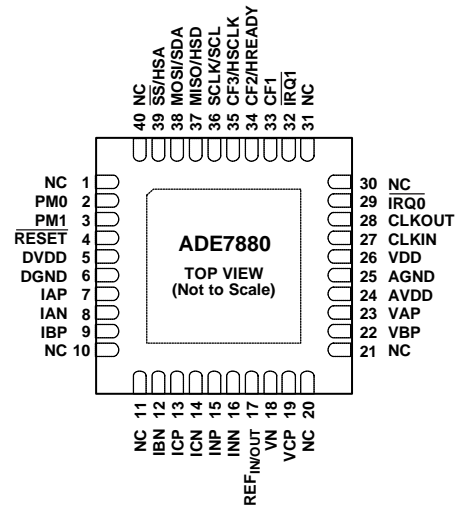 40 NC
39 S̅S̅/HSA
38 MOSI/SDA
37 MISO/HSD
36 SCLK/SCL
35 CF3/HSCLK
34 CF2/HREADY
33 CF1
32 I̅R̅Q̅1̅
31 NC
NC 1
PM0 2
PM1 3
R̅E̅S̅E̅T̅ 4
DVDD 5
DGND 6
IAP 7
IAN 8
IBP 9
NC 10
ADE7880
TOP VIEW
(Not to Scale)
30 NC
29 I̅R̅Q̅0̅
28 CLKOUT
27 CLKIN
26 VDD
25 AGND
24 AVDD
23 VAP
22 VBP
21 NC
NC 11
IBN 12
ICP 13
ICN 14
INP 15
INN 16
REFIN/OUT 17
VN 18
VCP 19
NC 20